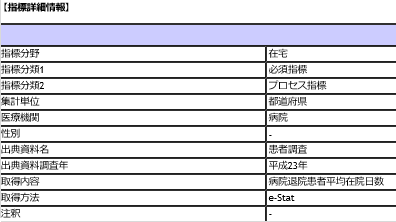 【指標詳細情報】
指標分野 在宅
指標分類1 必須指標
指標分類2 プロセス指標
集計単位 都道府県
医療機関 病院
性別 -
出典資料名 患者調査
出典資料調査年 平成23年
取得内容 病院退院患者平均在院日数
取得方法 e-Stat
注釈 -